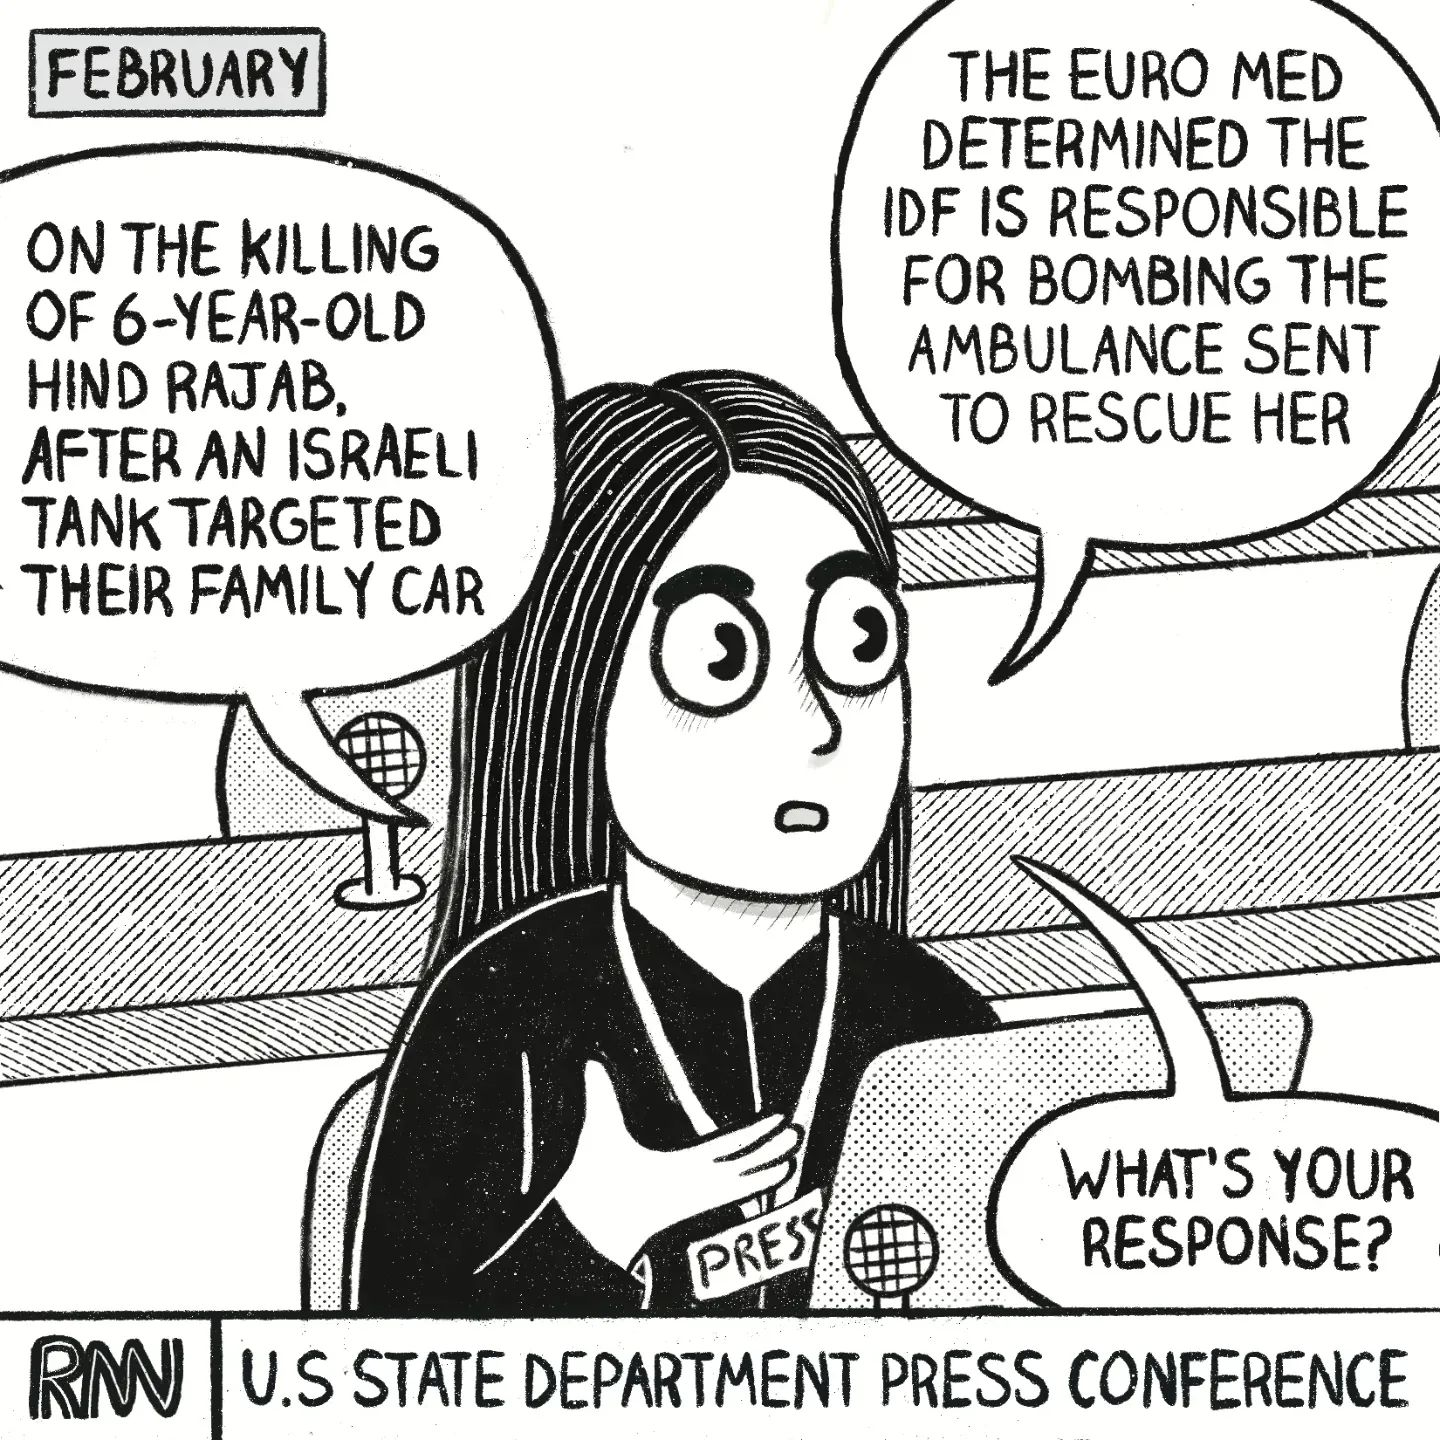 FEBRUARY
ON THE KILLING
OF 6-YEAR-OLD
HIND RAJAB,
AFTER AN ISRAELI
TANK TARGETED
THEIR FAMILY CAR
THE EURO MED
DETERMINED THE
IDF IS RESPONSIBLE
FOR BOMBING THE
AMBULANCE SENT
TO RESCUE HER
WHAT'S YOUR
RESPONSE?
PRESS
RNN
U.S STATE DEPARTMENT PRESS CONFERENCE